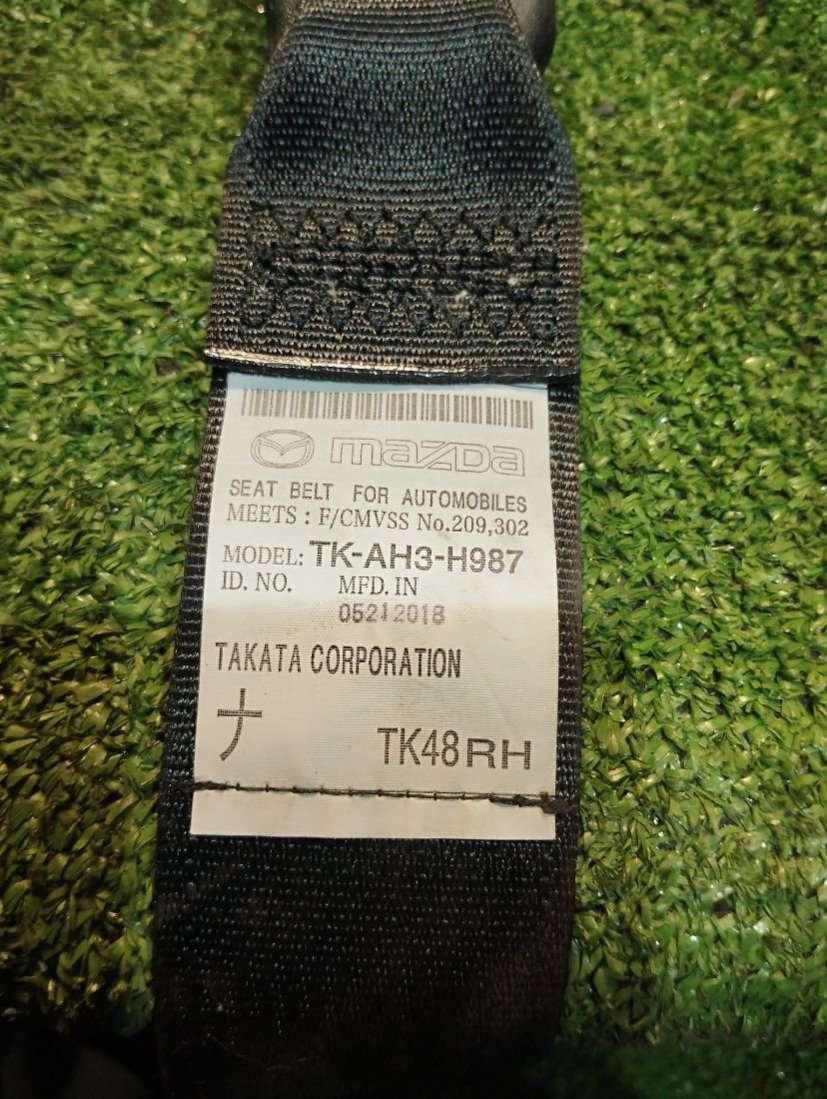 mazda
SEAT BELT FOR AUTOMOBILES
MEETS : F/CMVSS No.209,302
MODEL: TK-AH3-H987
ID. NO. MFD. IN
05212018
TAKATA CORPORATION
ナ
TK48RH